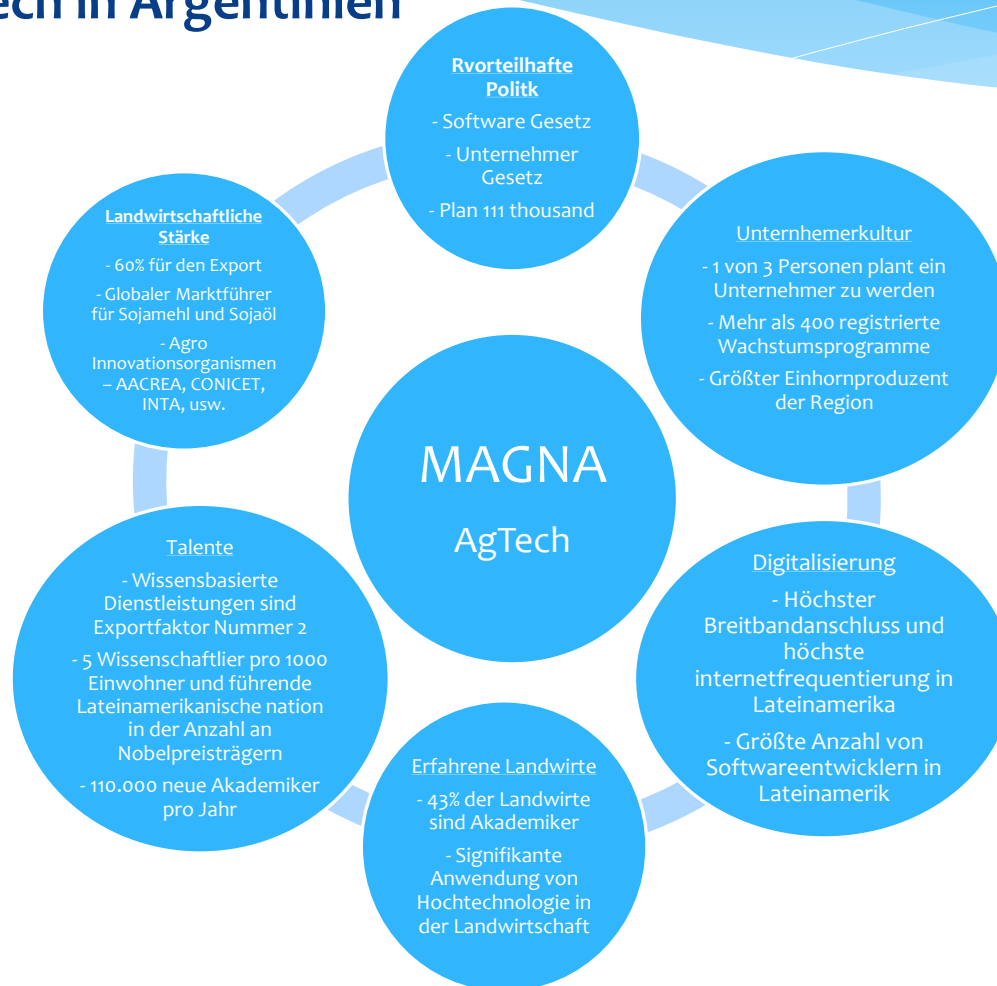 ech in Argentinien
Rvorteilhafte
Politk
- Software Gesetz
- Unternehmer
Gesetz
- Plan 111 thousand
Unternhemerkultur
- 1 von 3 Personen plant ein
Unternehmer zu werden
- Mehr als 400 registrierte
Wachstumsprogramme
- Größter Einhornproduzent
der Region
Digitalisierung
- Höchster
Breitbandanschluss und
höchste
internetfrequentierung in
Lateinamerika
- Größte Anzahl von
Softwareentwicklern in
Lateinamerik
Erfahrene Landwirte
- 43% der Landwirte
sind Akademiker
- Signifikante
Anwendung von
Hochtechnologie in
der Landwirtschaft
Talente
- Wissensbasierte
Dienstleistungen sind
Exportfaktor Nummer 2
- 5 Wissenschaftlier pro 1000
Einwohner und führende
Lateinamerikanische nation
in der Anzahl an
Nobelpreisträgern
- 110.000 neue Akademiker
pro Jahr
Landwirtschaftliche
Stärke
- 60% für den Export
- Globaler Marktführer
für Sojamehl und Sojaöl
- Agro
Innovationsorganismen
– AACREA, CONICET,
INTA, usw.
MAGNA
AgTech